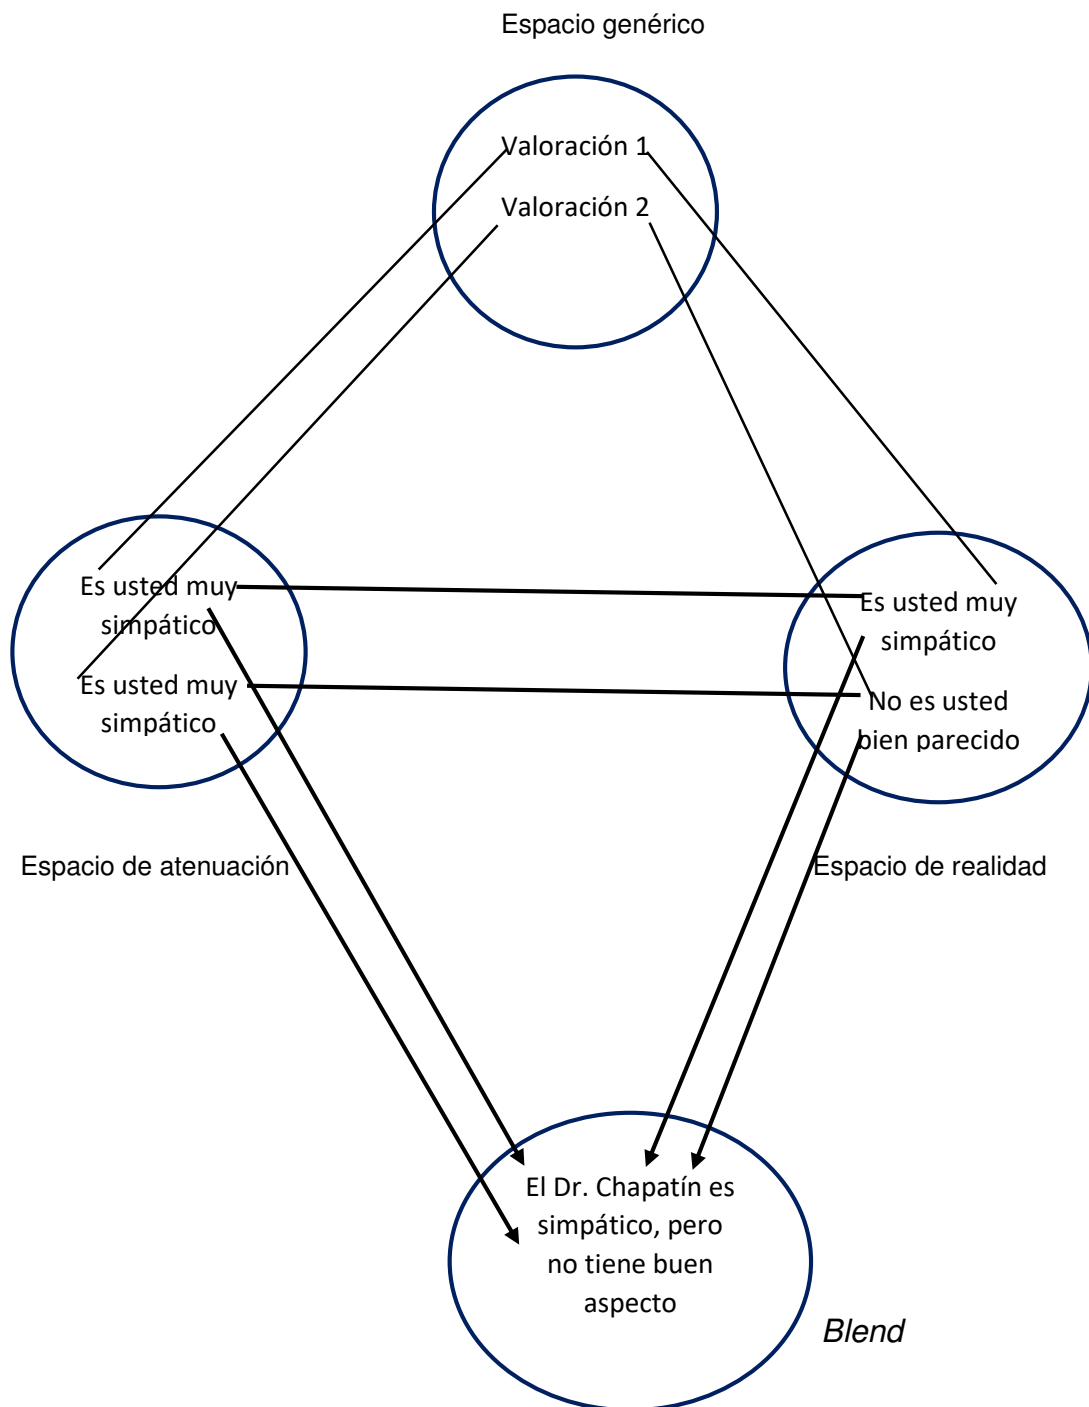 Espacio genérico
Valoración 1
Valoración 2
Es usted muy
simpático
Es usted muy
simpático
Es usted muy
simpático
No es usted
bien parecido
Espacio de atenuación
Espacio de realidad
El Dr. Chapatín es
simpático, pero
no tiene buen
aspecto
Blend